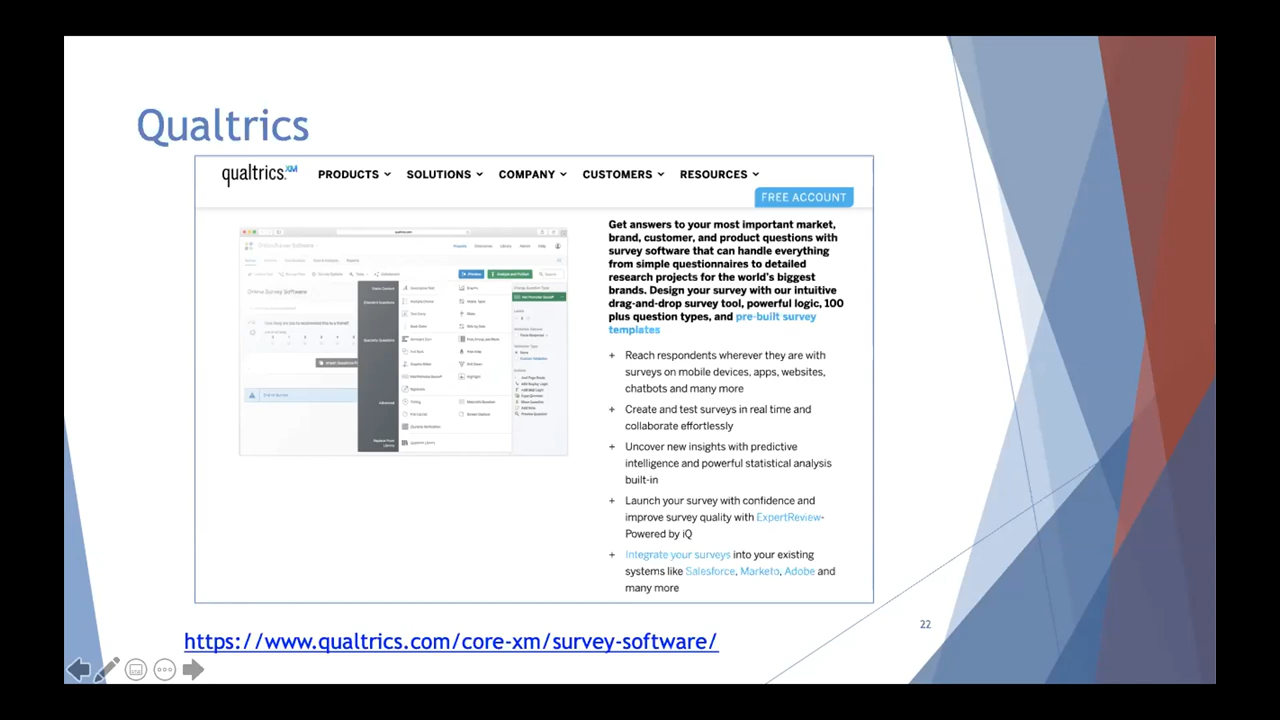 Qualtrics
qualtrics.XM PRODUCTS SOLUTIONS COMPANY CUSTOMERS RESOURCES
FREE ACCOUNT
Get answers to your most important market,
brand, customer, and product questions with
survey software that can handle everything
from simple questionnaires to detailed
research projects for the world's biggest
brands. Design your survey with our intuitive
drag-and-drop survey tool, powerful logic, 100
plus question types, and pre-built survey
templates
+ Reach respondents wherever they are with
surveys on mobile devices, apps, websites,
chatbots and many more
+ Create and test surveys in real time and
collaborate effortlessly
+ Uncover new insights with predictive
intelligence and powerful statistical analysis
built-in
+ Launch your survey with confidence and
improve survey quality with ExpertReview-
Powered by iQ
+ Integrate your surveys into your existing
systems like Salesforce, Marketo, Adobe and
many more
https://www.qualtrics.com/core-xm/survey-software/
22